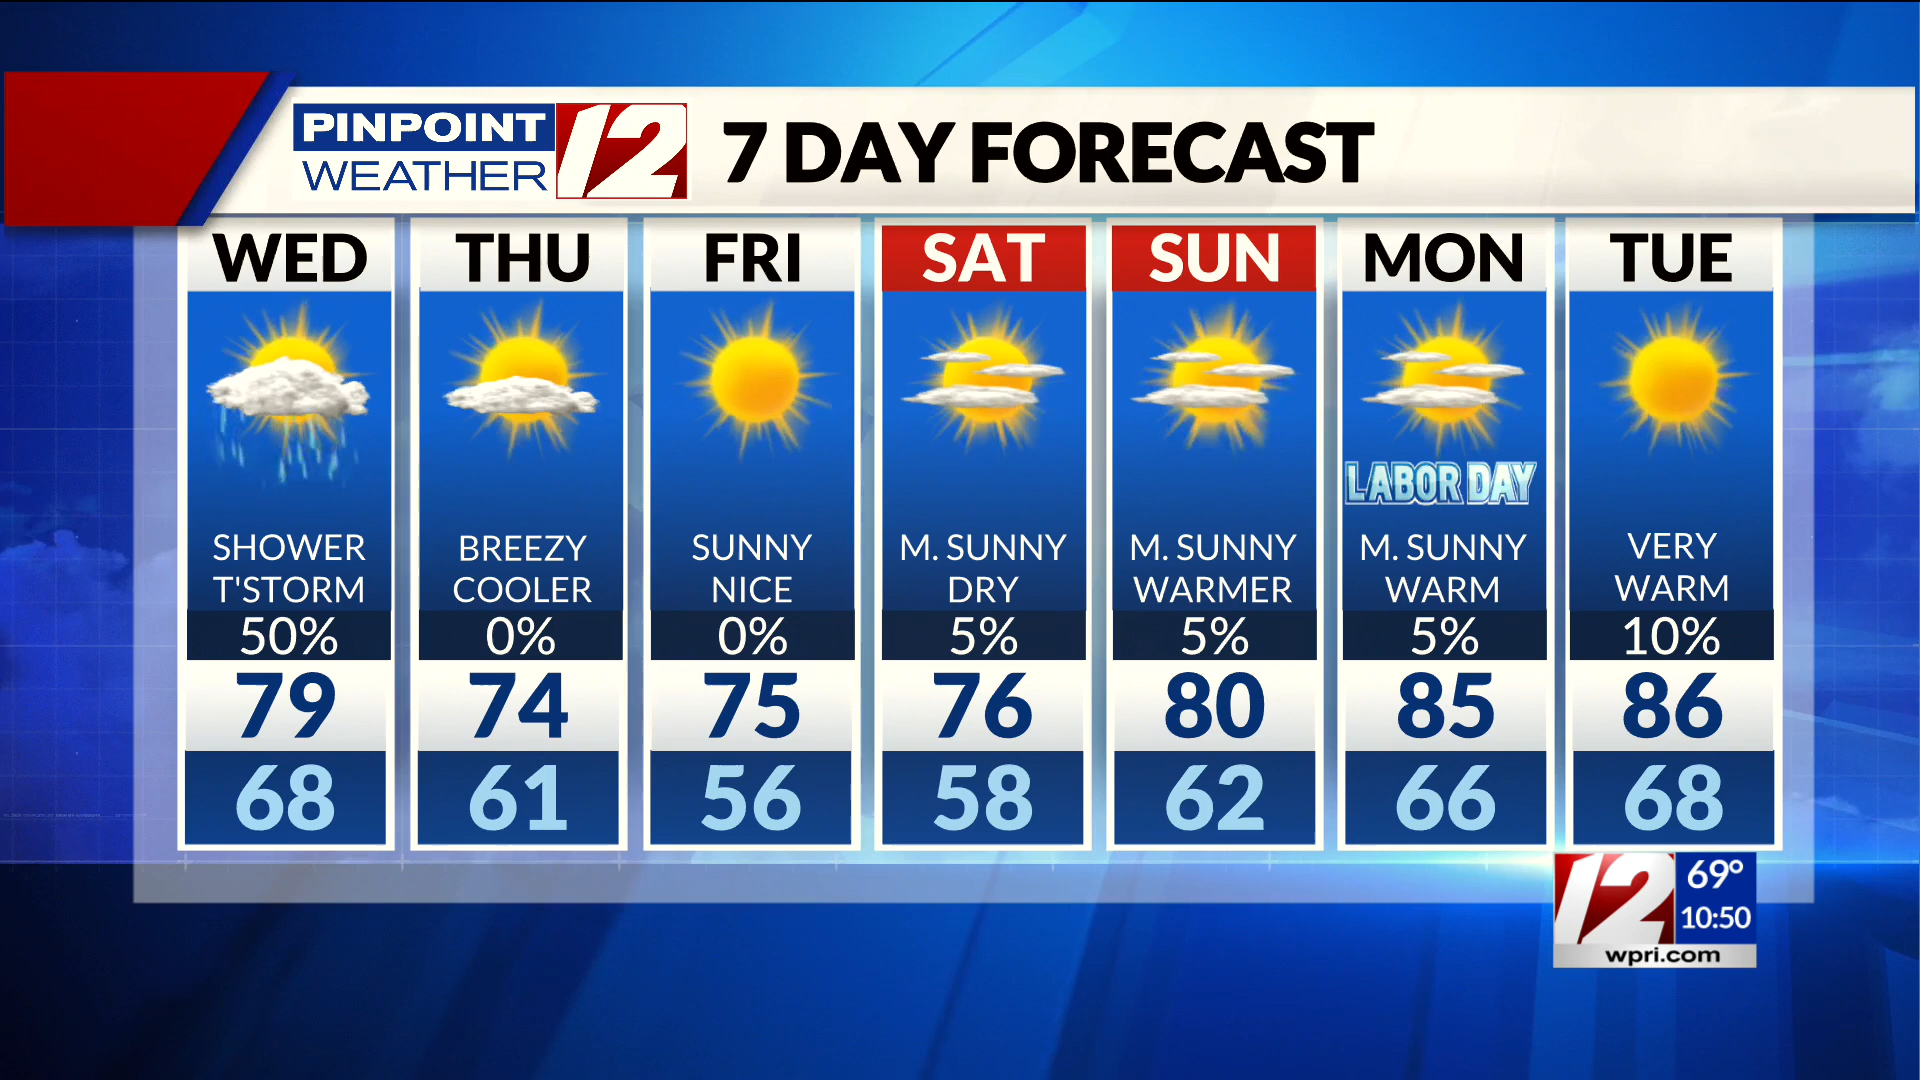 PINPOINT
WEATHER
12
7 DAY FORECAST
WED THU FRI SAT SUN MON TUE
LABOR DAY
SHOWER BREEZY SUNNY M. SUNNY M. SUNNY M. SUNNY VERY
T'STORM COOLER NICE DRY WARMER WARM WARM
50% 0% 0% 5% 5% 5% 10%
79 74 75 76 80 85 86
68 61 56 58 62 66 68
12
69°
10:50
wpri.com